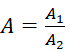 A = A₁ / A₂